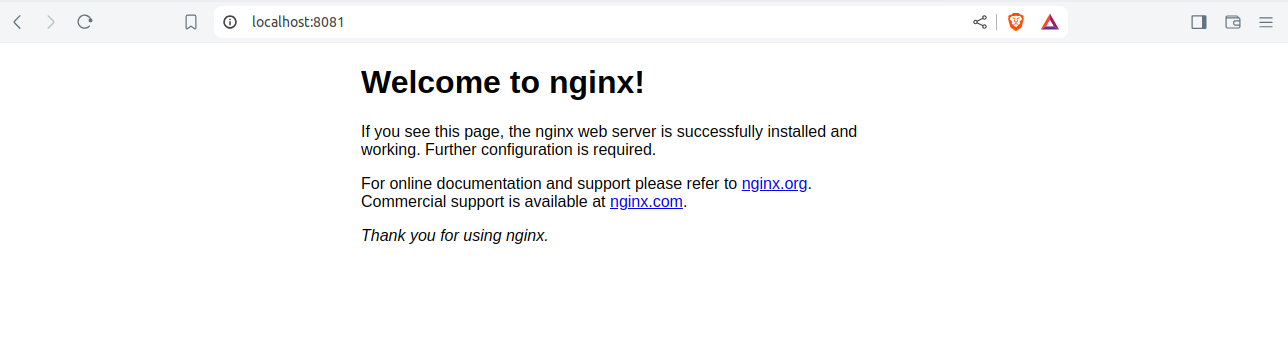 localhost:8081
Welcome to nginx!
If you see this page, the nginx web server is successfully installed and
working. Further configuration is required.
For online documentation and support please refer to nginx.org.
Commercial support is available at nginx.com.
Thank you for using nginx.